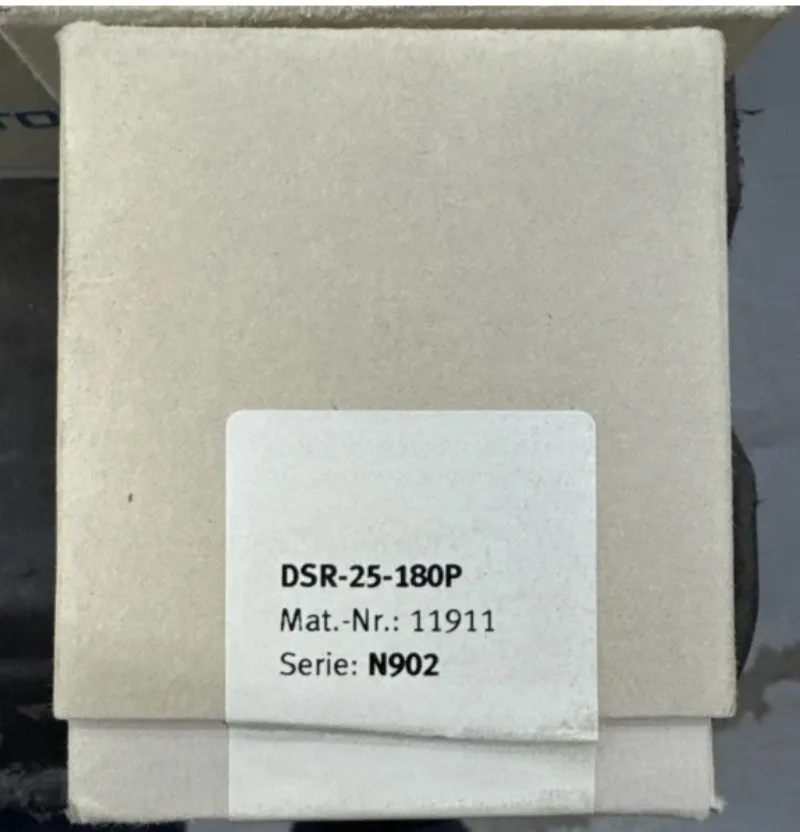 DSR-25-180P
Mat.-Nr.: 11911
Serie: N902